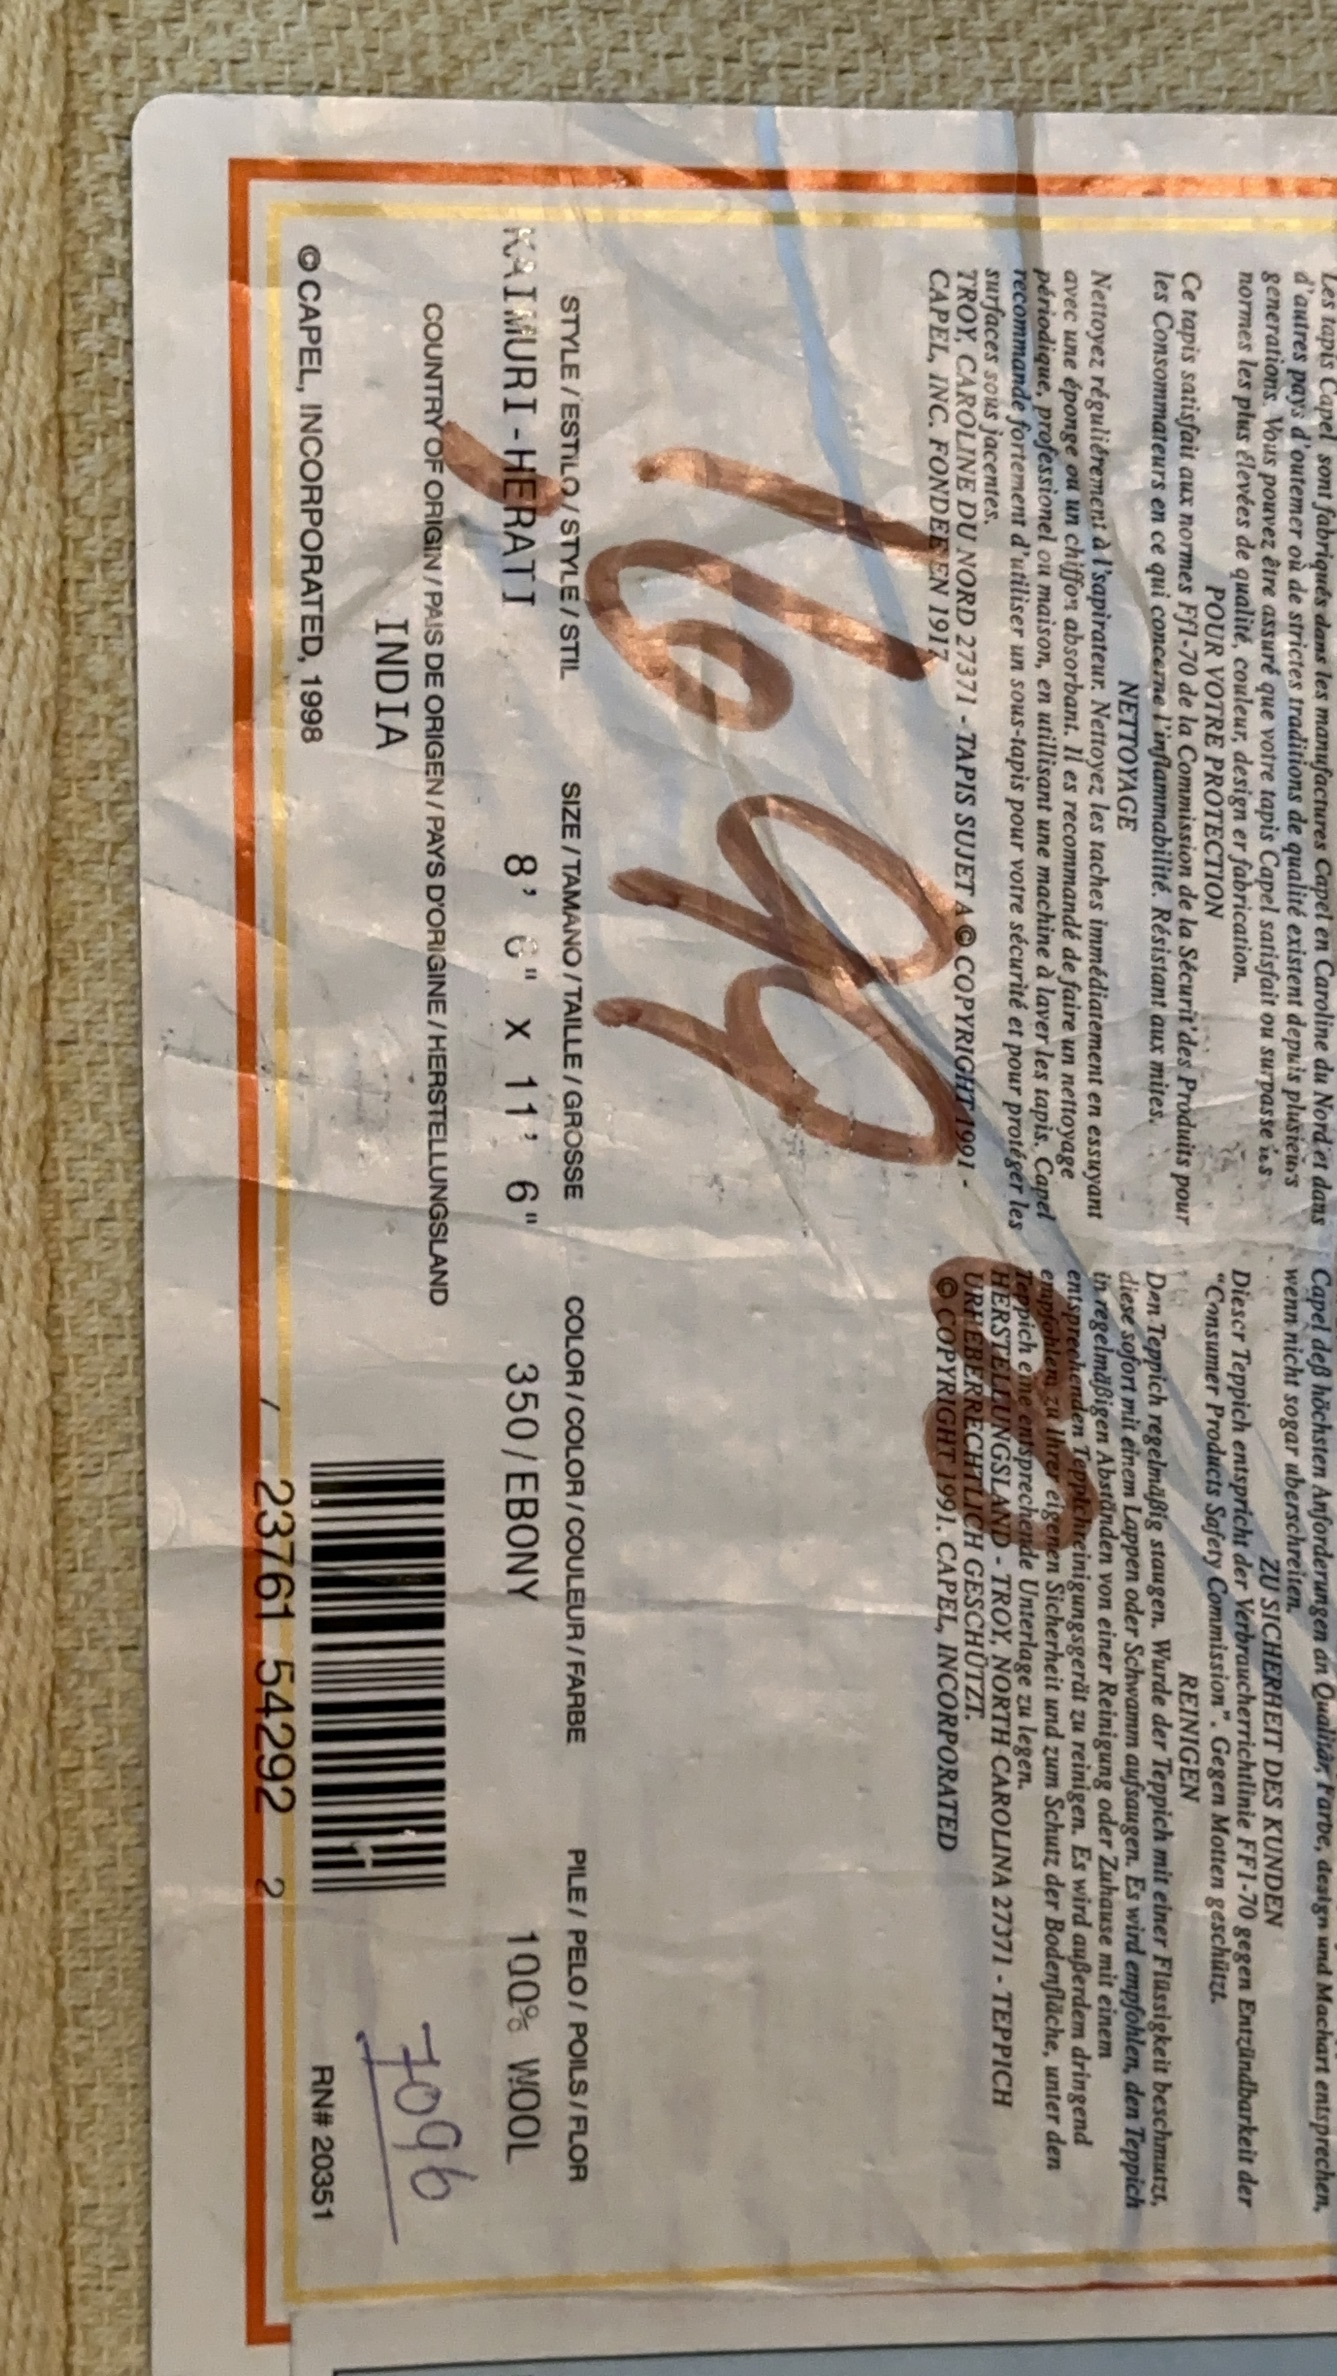 Les tapis Capel sont fabriqués dans les manufactures Capel en Caroline du Nord et dans
d'autres pays d'outemer où de strictes traditions de qualité existent depuis plusieurs
generations. Vous pouvez être assuré que votre tapis Capel satisfait ou surpasse
normes les plus élevées de qualité, couleur, design er fabrication.
POUR VOTRE PROTECTION
Ce tapis satisfait aux normes Ff1-70 de la Commission de la Sécurit'des Produits pour
les Consommateurs en ce qui concerne l'inflammabilité. Résistant aux mites.
NETTOYAGE
Nettoyez réguliérement à l'sapirateur. Nettoyez les taches immédiatement en essuyant
avec une éponge ou un chiffon absorbant. Il es recommandé de faire un nettoyage
périodique, professionel ou maison, en utillisant une machine à laver les tapis. Capel
recommande fortement d'utiliser un sous-tapis pour votre sécurité et pour protéger les
surfaces sous jacentes.
TROY, CAROLINE DU NORD 27371 - TAPIS SUJET A © COPYRIGHT 1991 -
CAPEL, INC. FONDEE EN 1917
Capel deß höchsten Anforderungen an Qualität, Farbe, design und Machart entsprechen,
wenn nicht sogar uberschreiten.
ZU SICHERHEIT DES KUNDEN
Dieser Teppich entspricht der Verbraucherrichtlinie FF1-70 gegen Entzündbarkeit der
"Consumer Products Safety Commission". Gegen Motten geschützt.
REINIGEN
Den Teppich regelmäßig staugen. Wurde der Teppich mit einer Flüssigkeit beschmutzt,
diese sofort mit einem Lappen oder Schwamm aufsaugen. Es wird empfohlen, den Teppich
in regelmäßigen Abständen von einer Reinigung oder Zuhause mit einem
entsprechenden Teppichreinigungsgerät zu reinigen. Es wird außerdem dringend
empfohlem zu Ihrer eigenen Sicherheit und zum Schutz der Bodenfläche, unter den
Teppich eine entsprechende Unterlage zu legen.
HERSTELLUNGSLAND - TROY, NORTH CAROLINA 27371 - TEPPICH
URHEBERRECHTLICH GESCHÜTZT.
© COPYRIGHT 1991. CAPEL, INCORPORATED
STYLE / ESTILO / STYLE / STIL SIZE / TAMANO / TAILLE / GROSSE COLOR / COLOR / COULEUR / FARBE PILE / PELO / POILS / FLOR
KAIMURI-HERATI 8' 6" X 11' 6" 350/EBONY 100% WOOL
COUNTRY OF ORIGIN / PAIS DE ORIGEN / PAYS D'ORIGINE / HERSTELLUNGSLAND
INDIA
7096
© CAPEL, INCORPORATED, 1998
RN# 20351
23761 54292 2